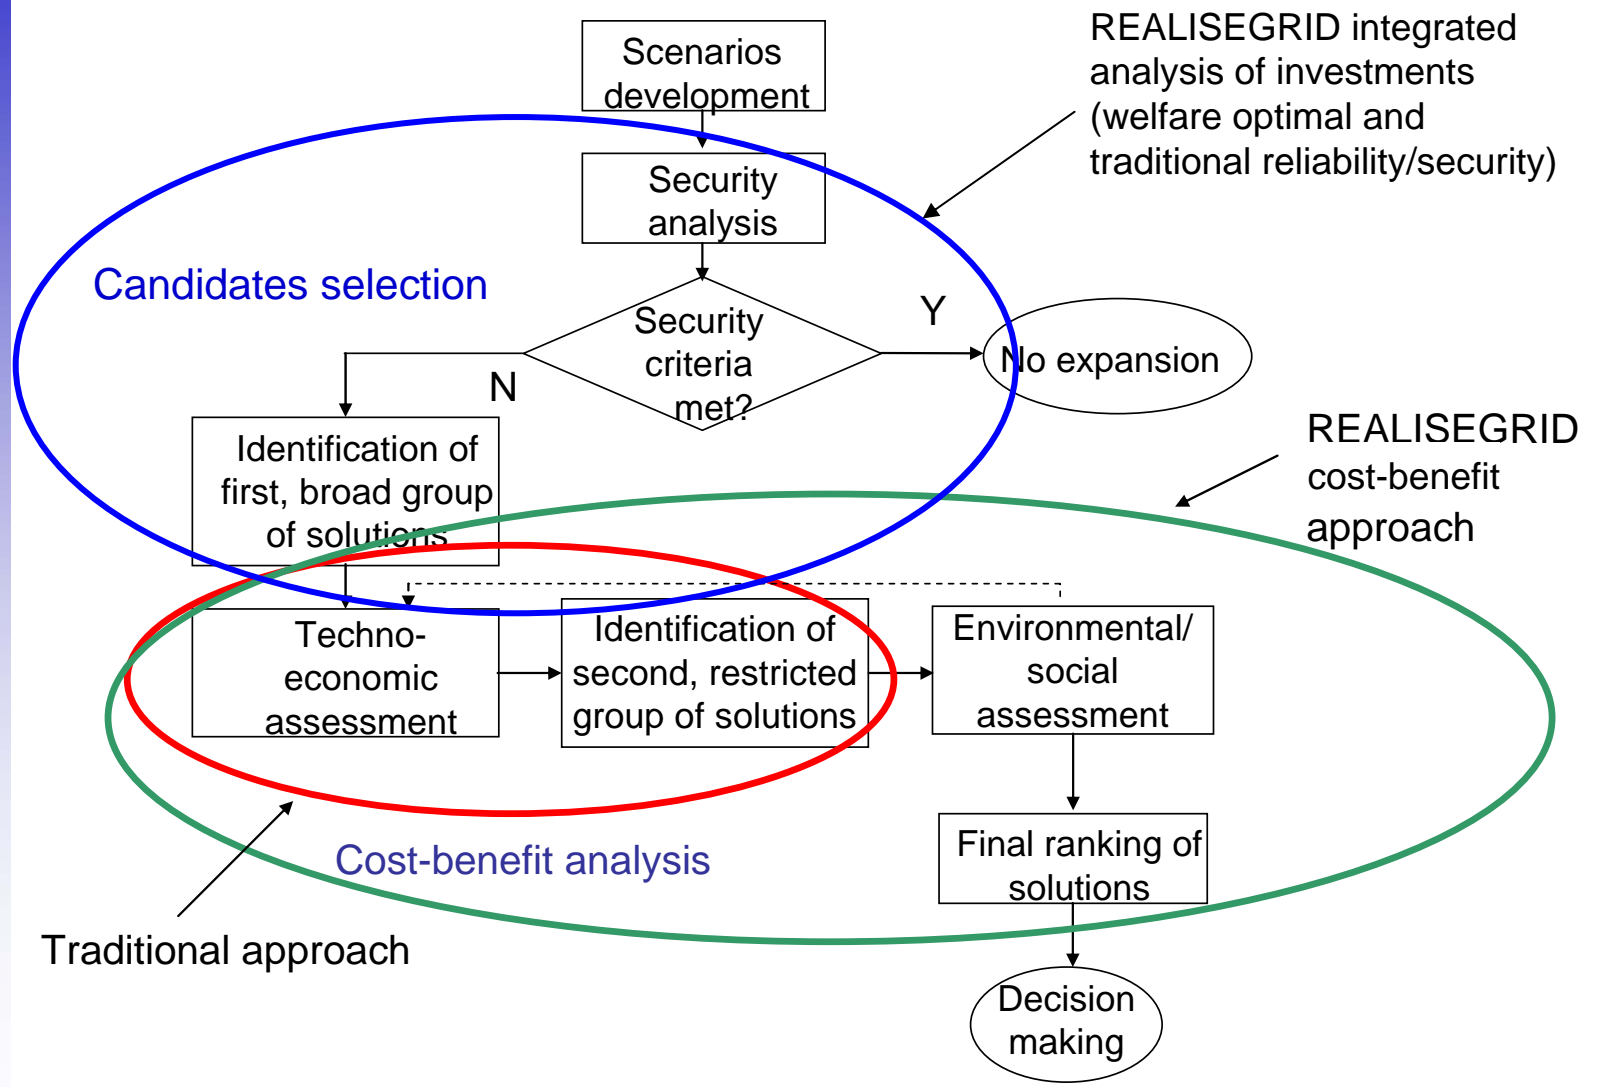 Scenarios
development
REALISEGRID integrated
analysis of investments
(welfare optimal and
traditional reliability/security)
Security
analysis
Candidates selection
Security
criteria
met?
Y
No expansion
N
Identification of
first, broad group
of solutions
REALISEGRID
cost-benefit
approach
Techno-
economic
assessment
Identification of
second, restricted
group of solutions
Environmental/
social
assessment
Final ranking of
solutions
Cost-benefit analysis
Traditional approach
Decision
making